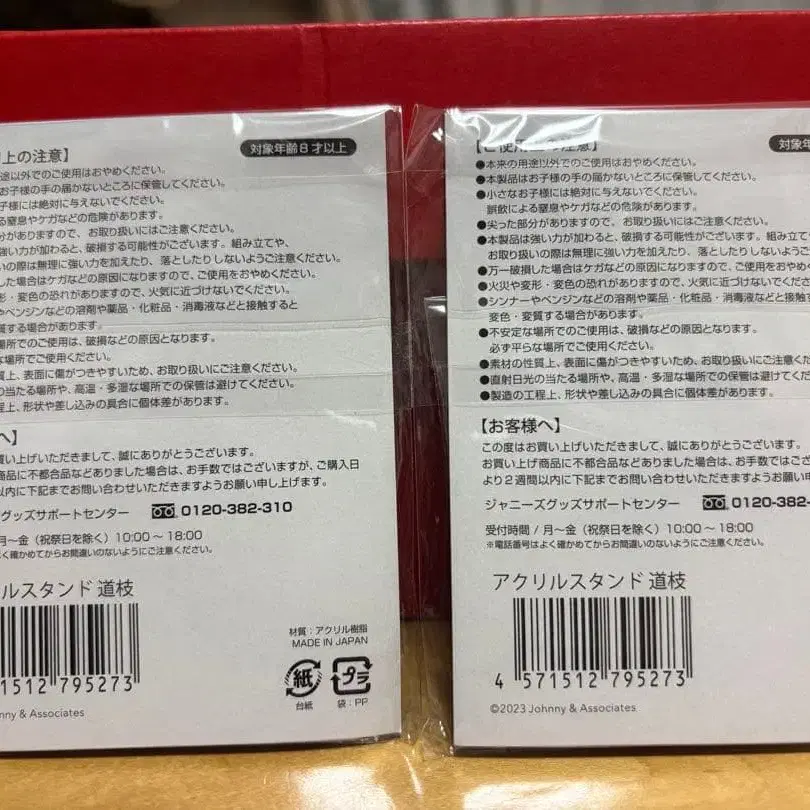 上の注意】
対象年齢8才以上
途以外でのご使用はおやめください。
お子様の手の届かないところに保管してください。
子様には絶対に与えないでください。
る窒息やケガなどの危険があります。
分がありますので、お取り扱いにはご注意ください。
強い力が加わると、破損する可能性がございます。組み立てや、
いの際は無理に強い力を加えたり、落としたりしないようご注意ください。
した場合はケガなどの原因になりますので、ご使用をおやめください。
形・変色の恐れがありますので、火気に近づけないでください。
やベンジンなどの溶剤や薬品・化粧品・消毒液などと接触すると
質する場合があります。
場所でのご使用は、破損などの原因となります。
な場所でご使用ください。
質上、表面に傷がつきやすいため、お取り扱いにご注意ください。
の当たる場所や、高温・多湿な場所での保管は避けてください。
程上、形状や差し込みの具合に個体差があります。
へ】
買い上げいただきまして、誠にありがとうございます。
商品に不都合品などありました場合は、お手数ではございますが、ご購入日
以内に下記までお問い合わせいただきますようお願い申し上げます。
グッズサポートセンター 0120-382-310
月〜金（祝祭日を除く）10:00〜18:00
く確かめてからお間違いのないようにご注意ください。
ルスタンド 道枝
材質：アクリル樹脂
MADE IN JAPAN
紙
プラ
台紙
袋：PP
1512 795273
nny & Associates
【ご使用上の注意】
対象年
●本来の用途以外でのご使用はおやめください。
●本製品はお子様の手の届かないところに保管してください。
●小さなお子様には絶対に与えないでください。
誤飲による窒息やケガなどの危険があります。
●尖った部分がありますので、お取り扱いにはご注意ください。
●本製品は強い力が加わると、破損する可能性がございます。組み立てや
お取り扱いの際は無理に強い力を加えたり、落としたりしないようご注意
●万一破損した場合はケガなどの原因になりますので、ご使用をおやめくだ
●火災や変形・変色の恐れがありますので、火気に近づけないでくださ
●シンナーやベンジンなどの溶剤や薬品・化粧品・消毒液などと接触す
変色・変質する場合があります。
●不安定な場所でのご使用は、破損などの原因となります。
必ず平らな場所でご使用ください。
●素材の性質上、表面に傷がつきやすいため、お取り扱いにご注意くださ
●直射日光の当たる場所や、高温・多湿な場所での保管は避けてくださ
●製造の工程上、形状や差し込みの具合に個体差があります。
【お客様へ】
この度はお買い上げいただきまして、誠にありがとうございます。
お買い上げ商品に不都合品などありました場合は、お手数ではござい
より2週間以内に下記までお問い合わせいただきますようお願い申し
ジャニーズグッズサポートセンター 0120-382-
受付時間 / 月〜金（祝祭日を除く）10:00〜18:00
※電話番号はよく確かめてからお間違いのないようにご注意ください。
アクリルスタンド 道枝
4 571512 795273
©2023 Johnny & Associates